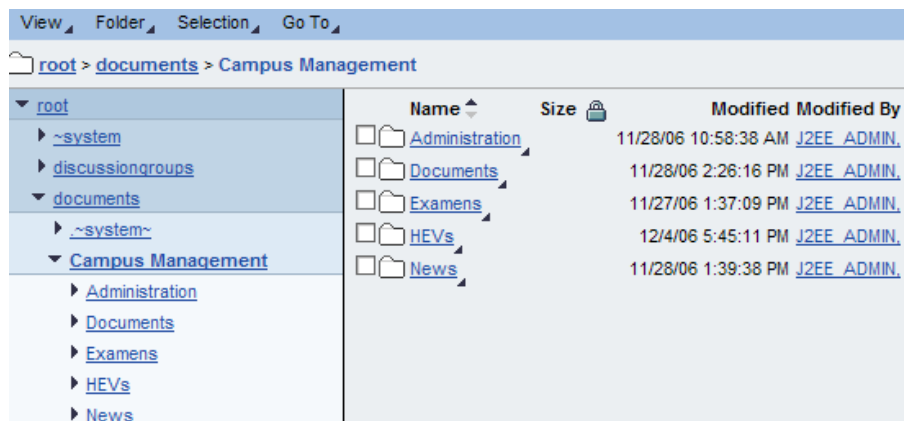 View Folder Selection Go To
root > documents > Campus Management
root
~system
discussiongroups
documents
.~system~
Campus Management
Administration
Documents
Examens
HEVs
News
Name Size Modified Modified By
Administration 11/28/06 10:58:38 AM J2EE_ADMIN,
Documents 11/28/06 2:26:16 PM J2EE_ADMIN,
Examens 11/27/06 1:37:09 PM J2EE_ADMIN,
HEVs 12/4/06 5:45:11 PM J2EE_ADMIN,
News 11/28/06 1:39:38 PM J2EE_ADMIN,